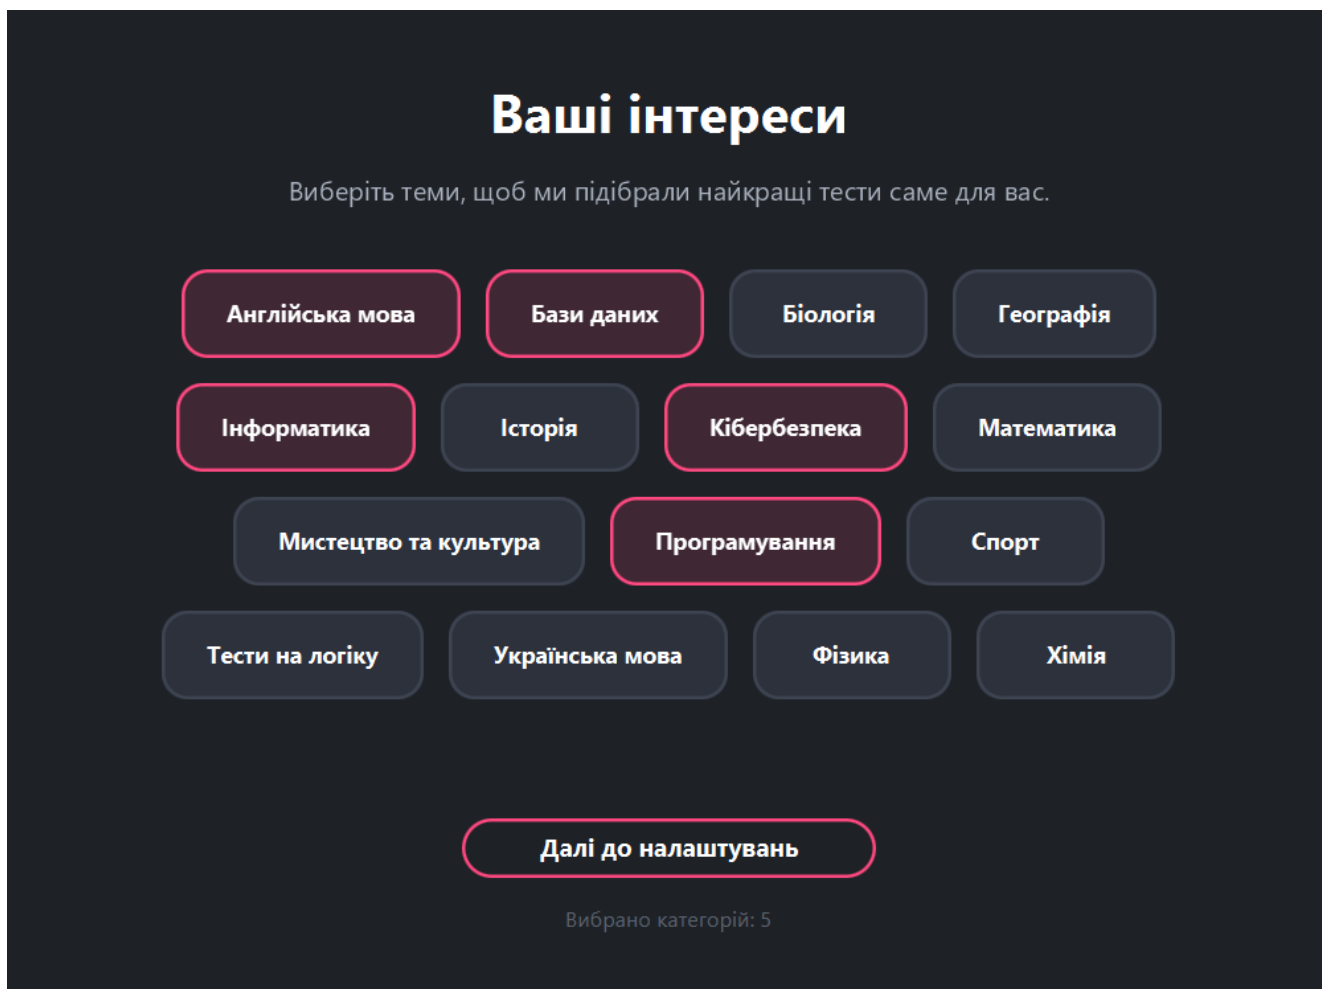 Ваші інтереси
Виберіть теми, щоб ми підібрали найкращі тести саме для вас.
Англійська мова Бази даних Біологія Географія
Інформатика Історія Кібербезпека Математика
Мистецтво та культура Програмування Спорт
Тести на логіку Українська мова Фізика Хімія
Далі до налаштувань
Вибрано категорій: 5